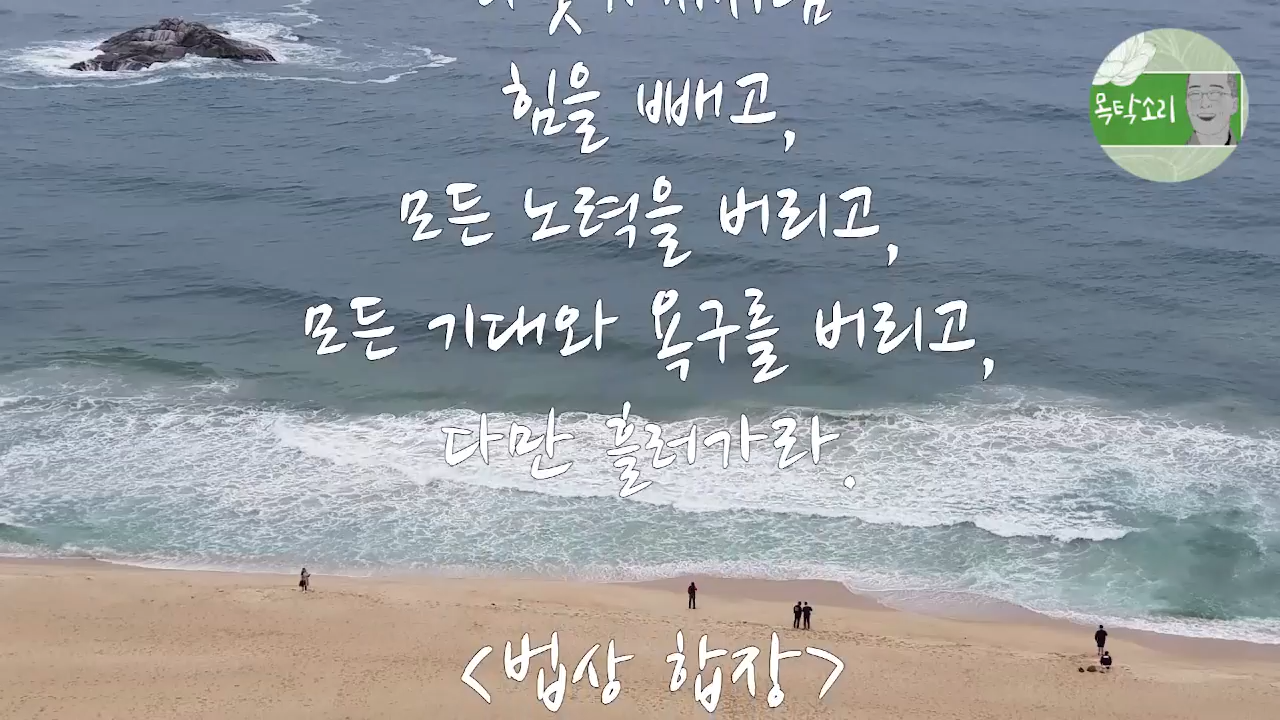 힘을 빼고,
모든 노력을 버리고,
모든 기대와 욕구를 버리고,
다만 흘러가라.
<법상 합장>
목탁소리